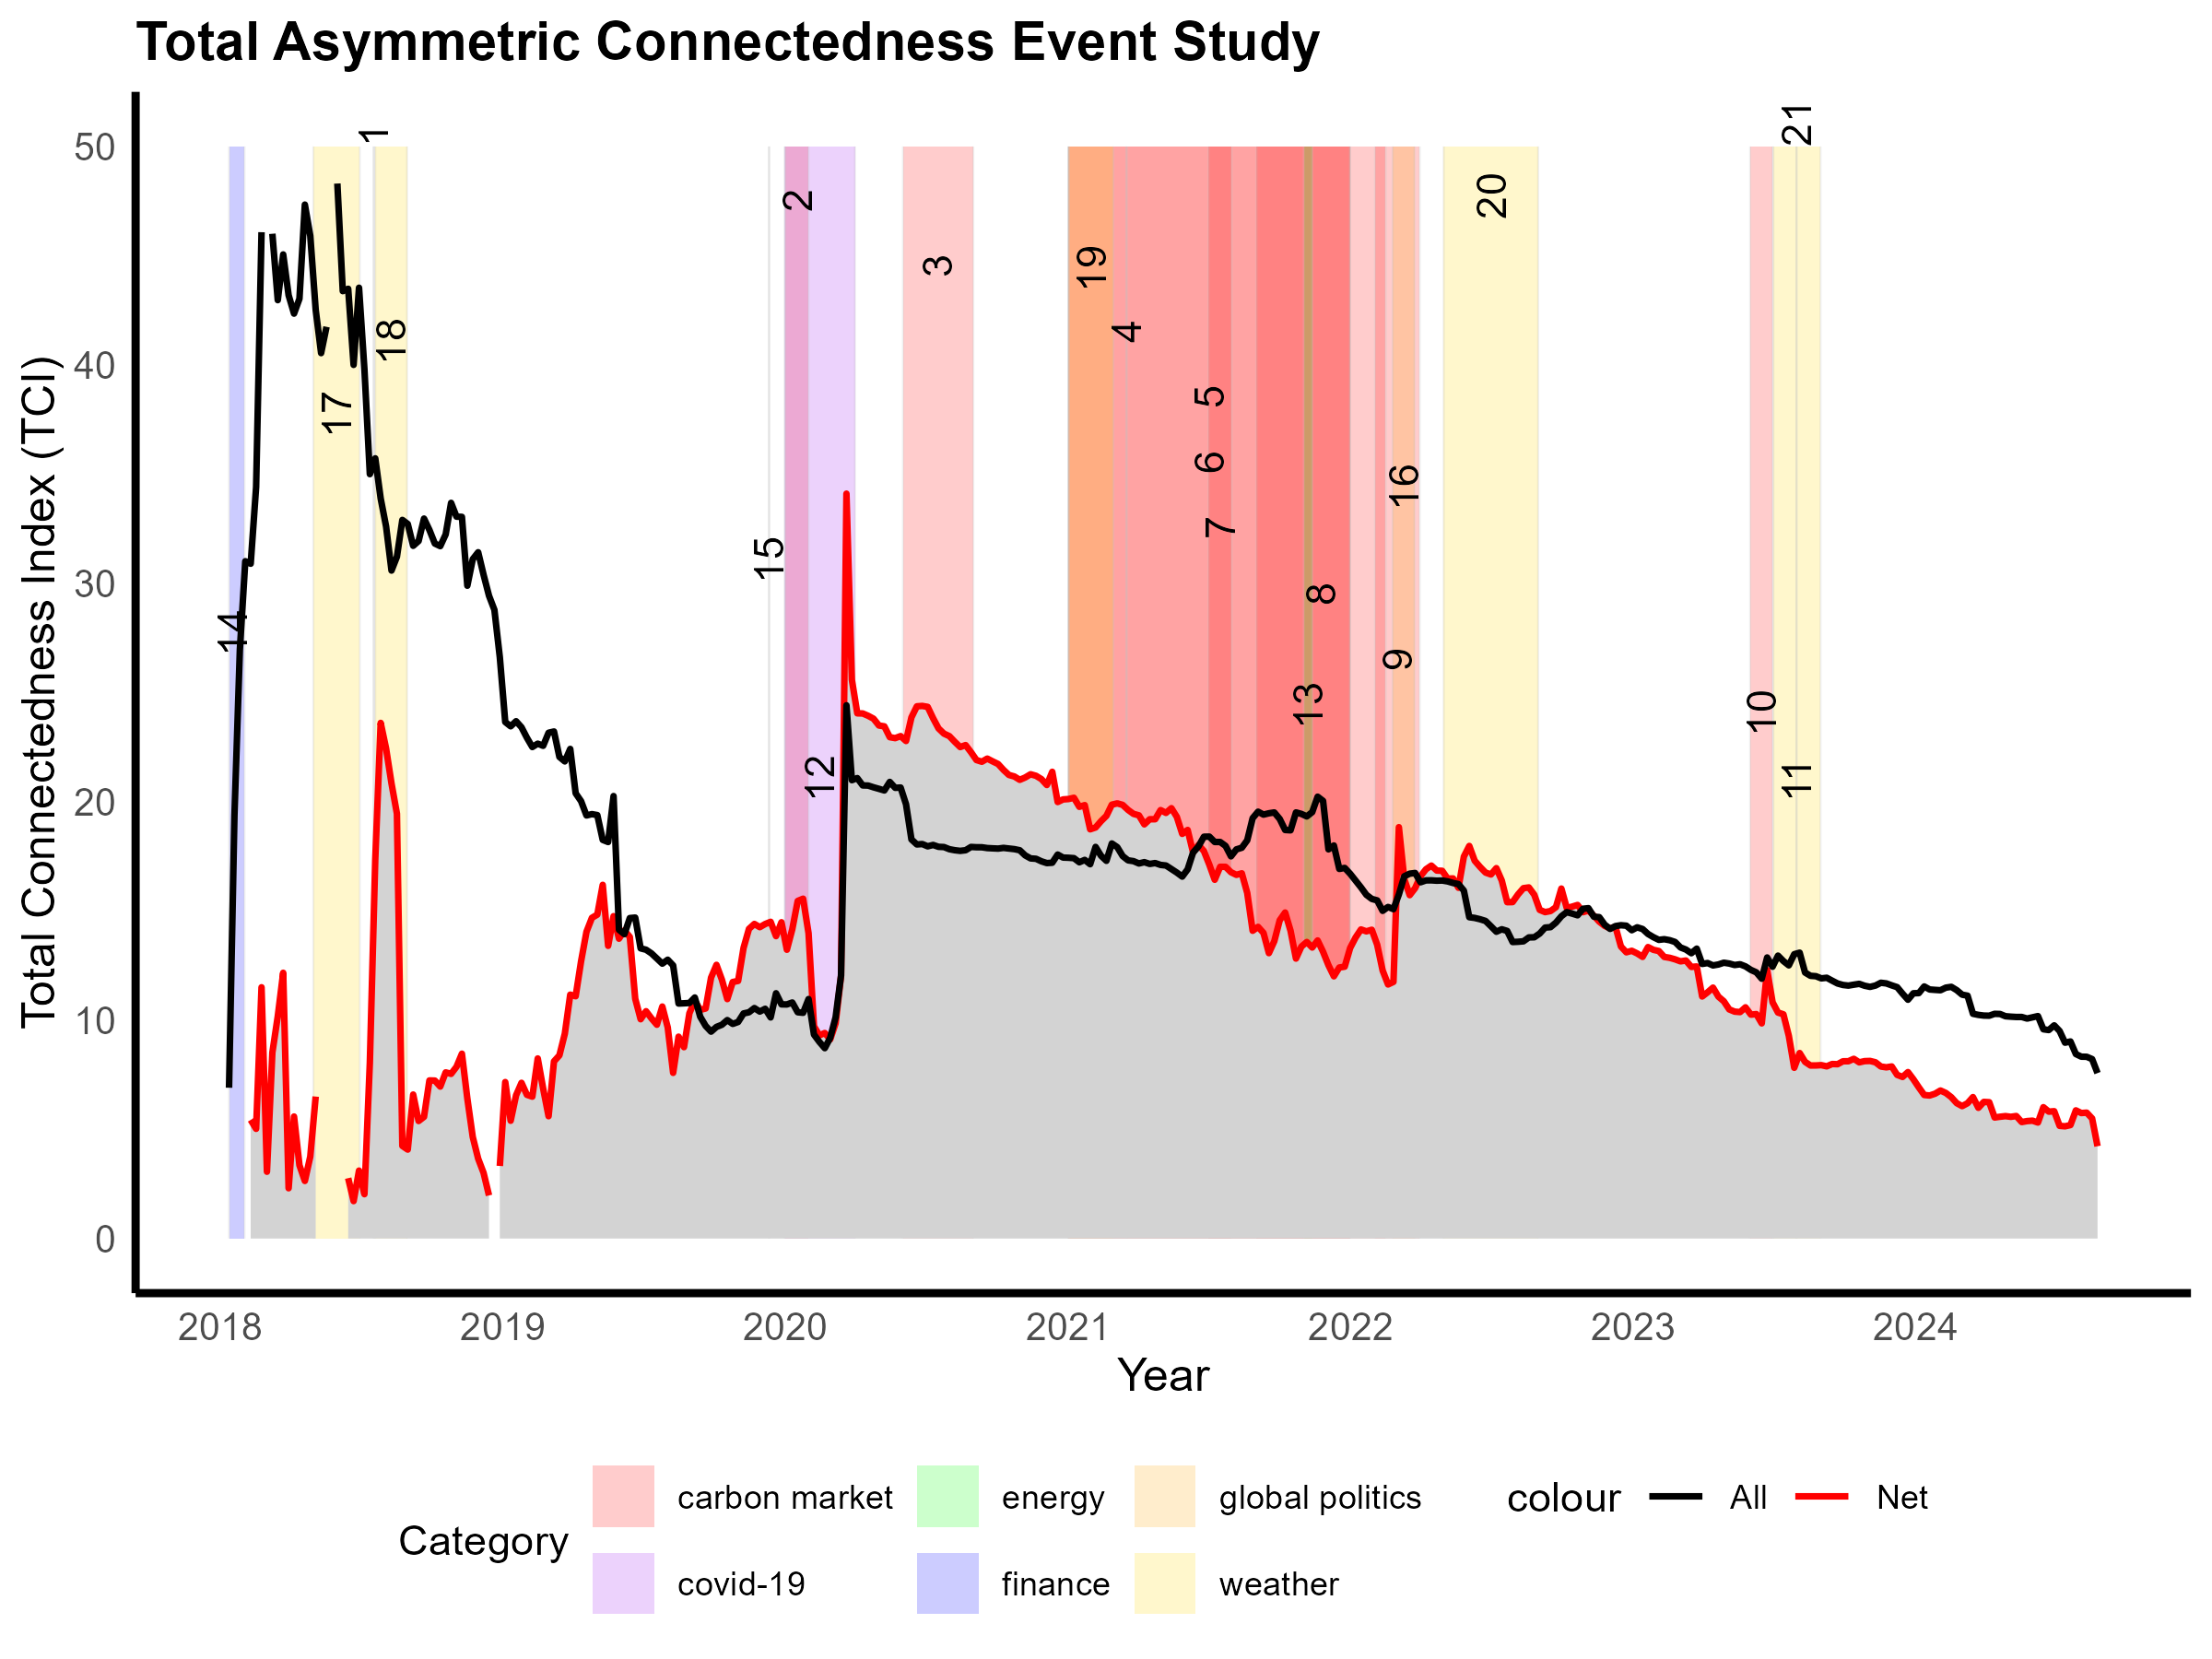 Total Asymmetric Connectedness Event Study
Total Connectedness Index (TCI)
50
40
30
20
10
0
14
17
1
18
15
2
12
3
19
4
5
6
7
13
8
9
16
20
10
11
21
2018
2019
2020
2021
2022
2023
2024
Year
Category
carbon market
energy
global politics
covid-19
finance
weather
colour
All
Net